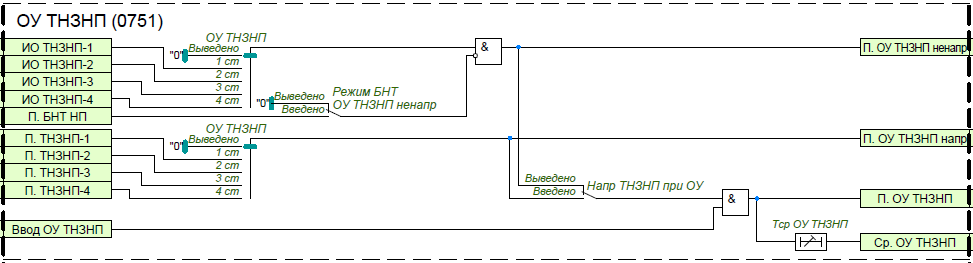 ОУ ТНЗНП (0751)
ОУ ТНЗНП
ИО ТНЗНП-1
"0"
Выведено
&
П. ОУ ТНЗНП ненапр
ИО ТНЗНП-2
1 ст
2 ст
ИО ТНЗНП-3
3 ст
ИО ТНЗНП-4
4 ст
"0"
Выведено
Режим БНТ
ОУ ТНЗНП ненапр
Введено
П. БНТ НП
ОУ ТНЗНП
П. ТНЗНП-1
"0"
Выведено
П. ОУ ТНЗНП напр
П. ТНЗНП-2
1 ст
2 ст
П. ТНЗНП-3
3 ст
П. ТНЗНП-4
4 ст
Выведено
Введено
Напр ТНЗНП при ОУ
&
П. ОУ ТНЗНП
Ввод ОУ ТНЗНП
Тср ОУ ТНЗНП
Ср. ОУ ТНЗНП